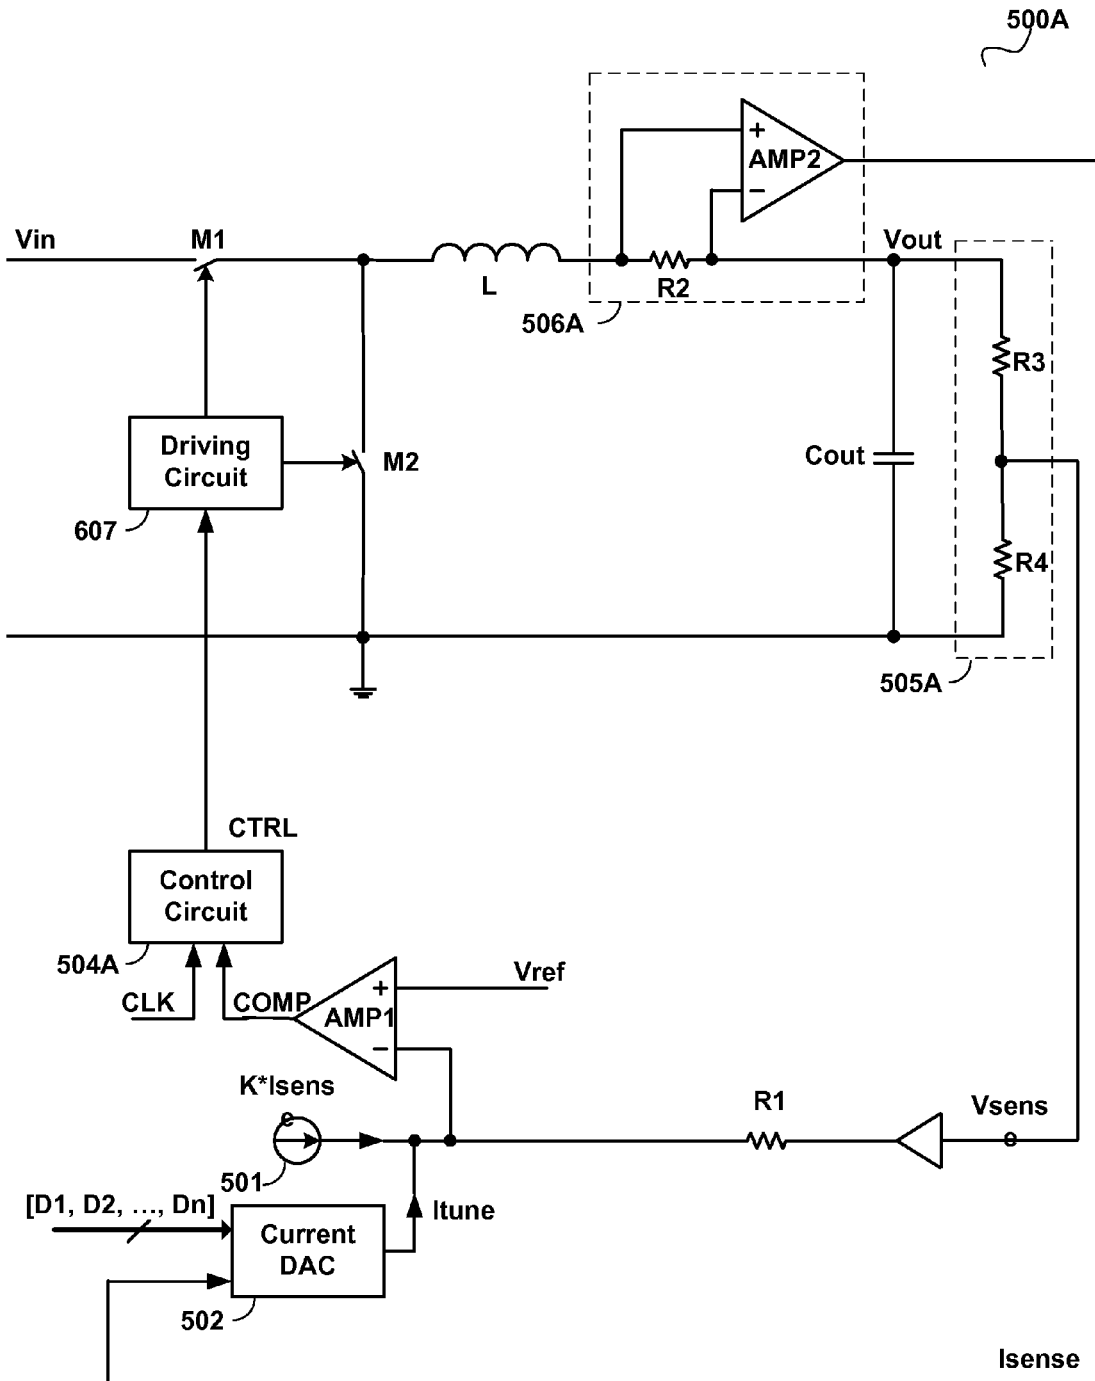 500A
+
AMP2
−
Vin
M1
Vout
L
R2
506A
R3
Driving
Circuit
M2
Cout
607
R4
505A
CTRL
Control
Circuit
504A
Vref
CLK
COMP
+
AMP1
−
K*Isens
R1
Vsens
501
[D1, D2, ..., Dn]
Itune
Current
DAC
502
Isense